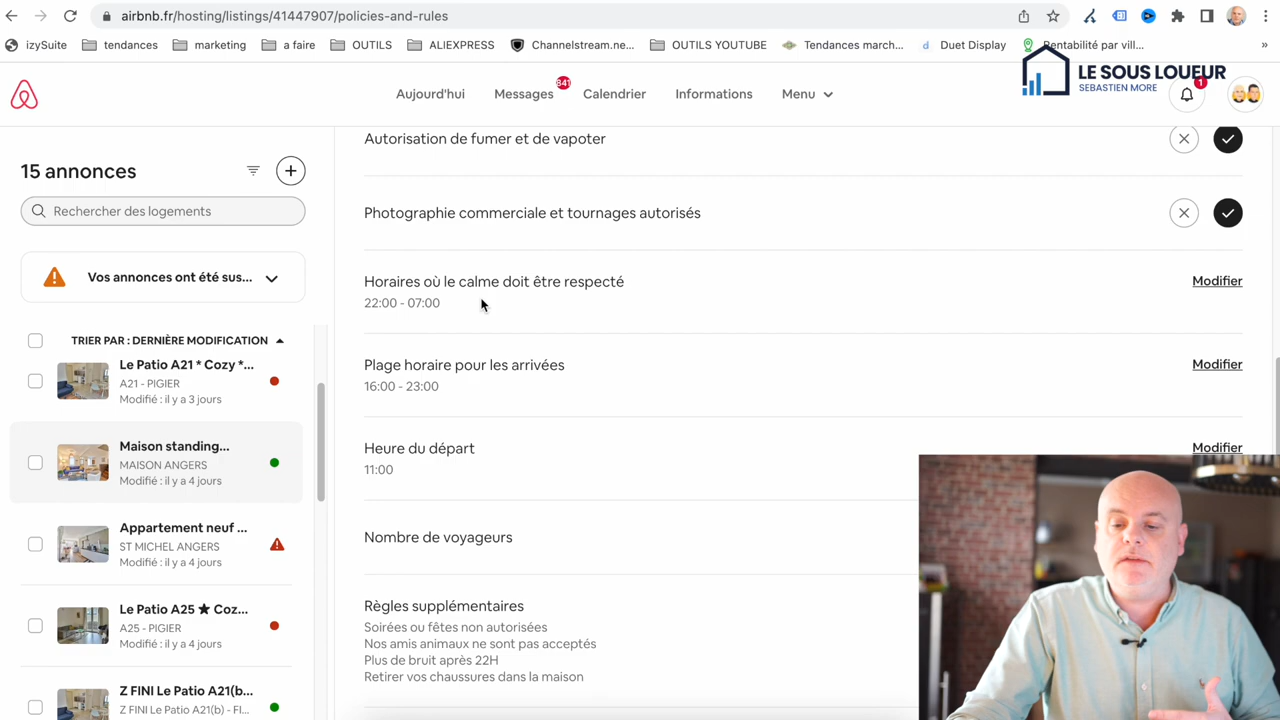 airbnb.fr/hosting/listings/41447907/policies-and-rules
izySuite
tendances
marketing
a faire
OUTILS
ALIEXPRESS
Channelstream.ne...
OUTILS YOUTUBE
Tendances march...
d Duet Display
Rentabilité par vill...
»
LE SOUS LOUEUR
SEBASTIEN MORE
Aujourd'hui
Messages
841
Calendrier
Informations
Menu
1
15 annonces
Rechercher des logements
Vos annonces ont été sus...
TRIER PAR : DERNIÈRE MODIFICATION
Le Patio A21 * Cozy *...
A21 - PIGIER
Modifié : il y a 3 jours
Maison standing...
MAISON ANGERS
Modifié : il y a 4 jours
Appartement neuf ...
ST MICHEL ANGERS
Modifié : il y a 4 jours
Le Patio A25 ★ Coz...
A25 - PIGIER
Modifié : il y a 4 jours
Z FINI Le Patio A21(b...
Z FINI Le Patio A21(b) - FI...
Autorisation de fumer et de vapoter
Photographie commerciale et tournages autorisés
Horaires où le calme doit être respecté
Modifier
22:00 - 07:00
Plage horaire pour les arrivées
Modifier
16:00 - 23:00
Heure du départ
Modifier
11:00
Nombre de voyageurs
Règles supplémentaires
Soirées ou fêtes non autorisées
Nos amis animaux ne sont pas acceptés
Plus de bruit après 22H
Retirer vos chaussures dans la maison